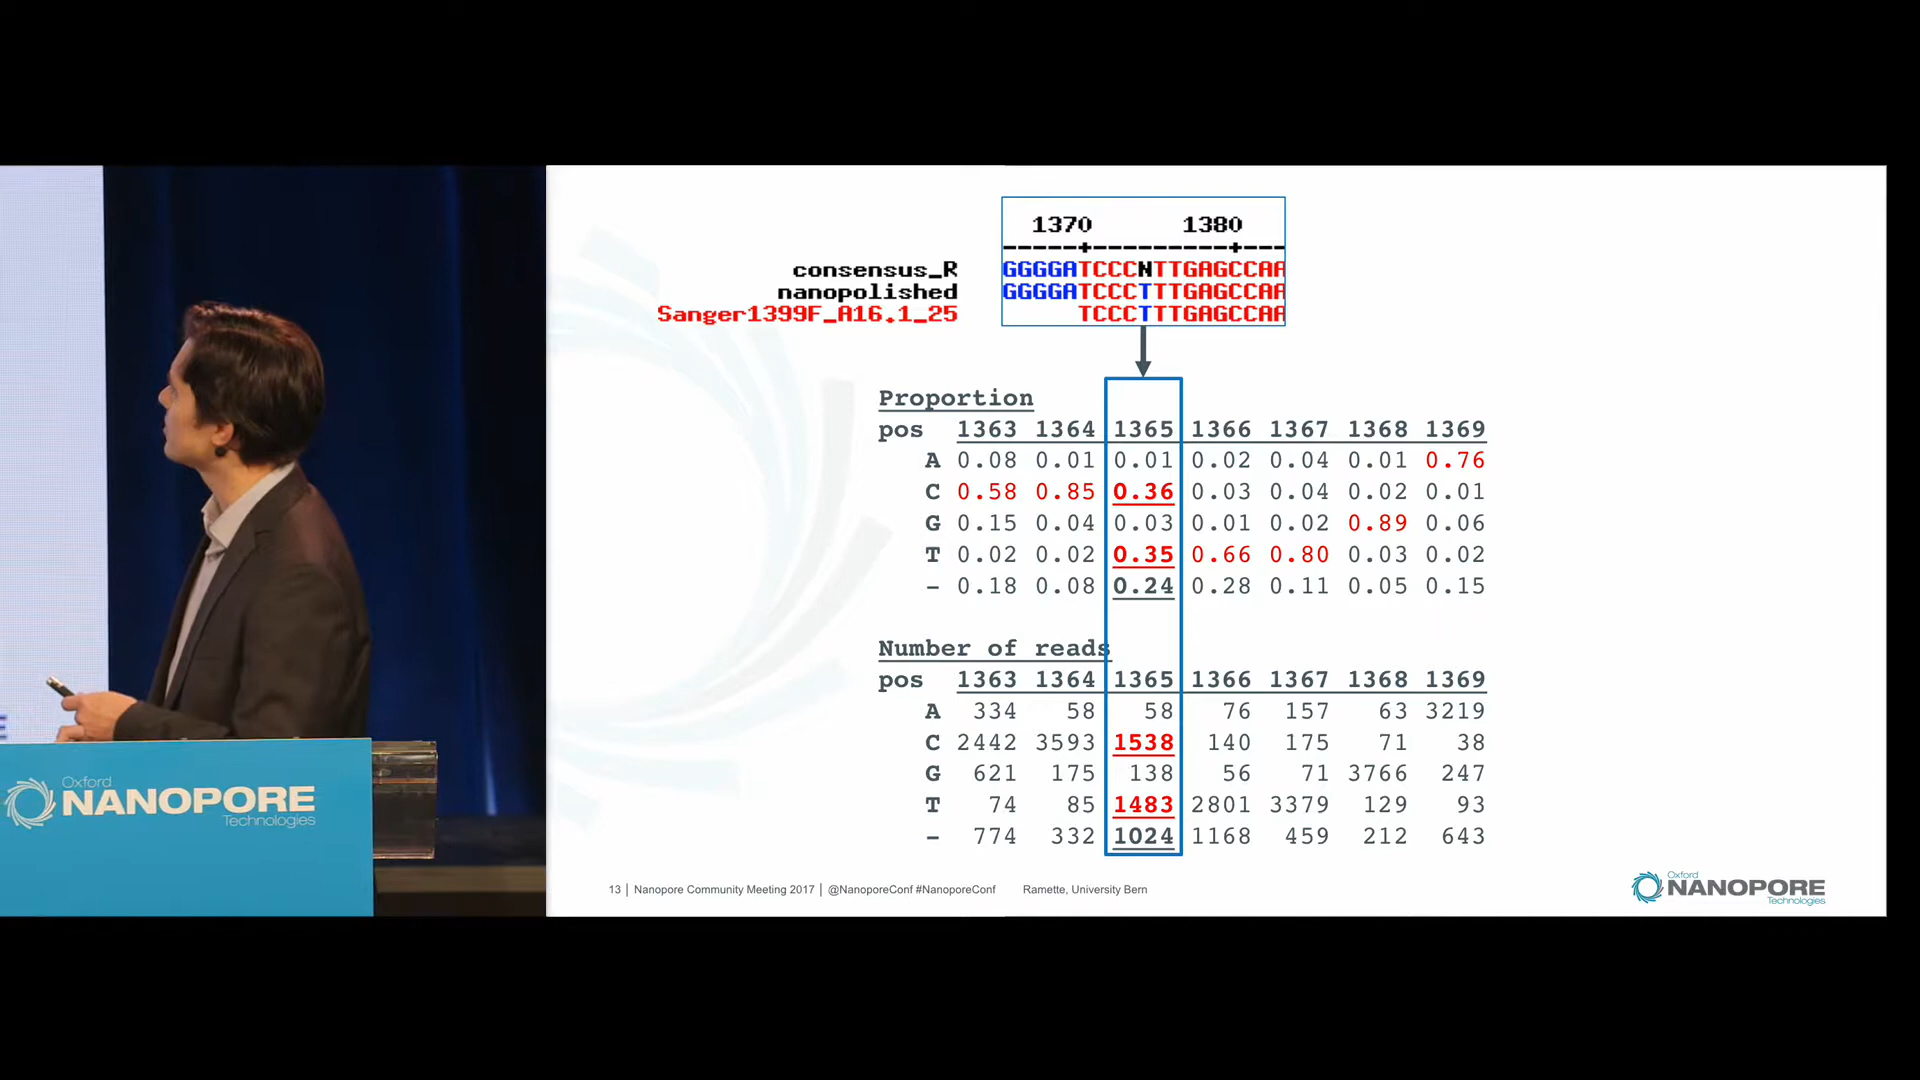 1370 1380
-----+---------+---
consensus_R GGGGATCCCNTTGAGCCAA
nanopolished GGGGATCCCTTTGAGCCAA
Sanger1399F_A16.1_25 TCCCTTTGAGCCAA
Proportion
pos 1363 1364 1365 1366 1367 1368 1369
A 0.08 0.01 0.01 0.02 0.04 0.01 0.76
C 0.58 0.85 0.36 0.03 0.04 0.02 0.01
G 0.15 0.04 0.03 0.01 0.02 0.89 0.06
T 0.02 0.02 0.35 0.66 0.80 0.03 0.02
- 0.18 0.08 0.24 0.28 0.11 0.05 0.15
Number of reads
pos 1363 1364 1365 1366 1367 1368 1369
A 334 58 58 76 157 63 3219
C 2442 3593 1538 140 175 71 38
G 621 175 138 56 71 3766 247
T 74 85 1483 2801 3379 129 93
- 774 332 1024 1168 459 212 643
13 | Nanopore Community Meeting 2017 | @NanoporeConf #NanoporeConf Ramette, University Bern
Oxford
NANOPORE
Technologies
E
Oxford
NANOPORE
Technologies